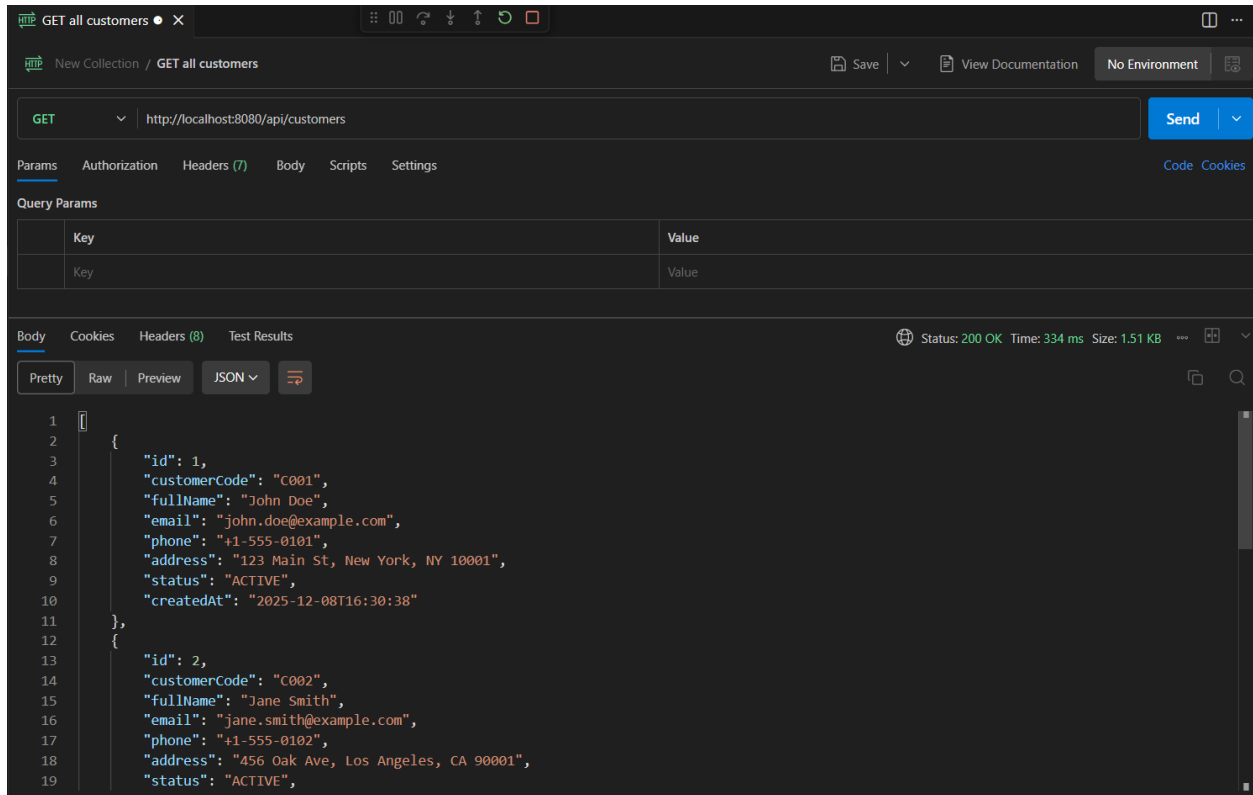 HTTP GET all customers
New Collection / GET all customers
Save
View Documentation
No Environment
GET
http://localhost:8080/api/customers
Send
Params Authorization Headers (7) Body Scripts Settings
Code Cookies
Query Params
Key Value
Key Value
Body Cookies Headers (8) Test Results
Status: 200 OK Time: 334 ms Size: 1.51 KB
Pretty Raw Preview JSON
1 [
2 {
3 "id": 1,
4 "customerCode": "C001",
5 "fullName": "John Doe",
6 "email": "john.doe@example.com",
7 "phone": "+1-555-0101",
8 "address": "123 Main St, New York, NY 10001",
9 "status": "ACTIVE",
10 "createdAt": "2025-12-08T16:30:38"
11 },
12 {
13 "id": 2,
14 "customerCode": "C002",
15 "fullName": "Jane Smith",
16 "email": "jane.smith@example.com",
17 "phone": "+1-555-0102",
18 "address": "456 Oak Ave, Los Angeles, CA 90001",
19 "status": "ACTIVE",